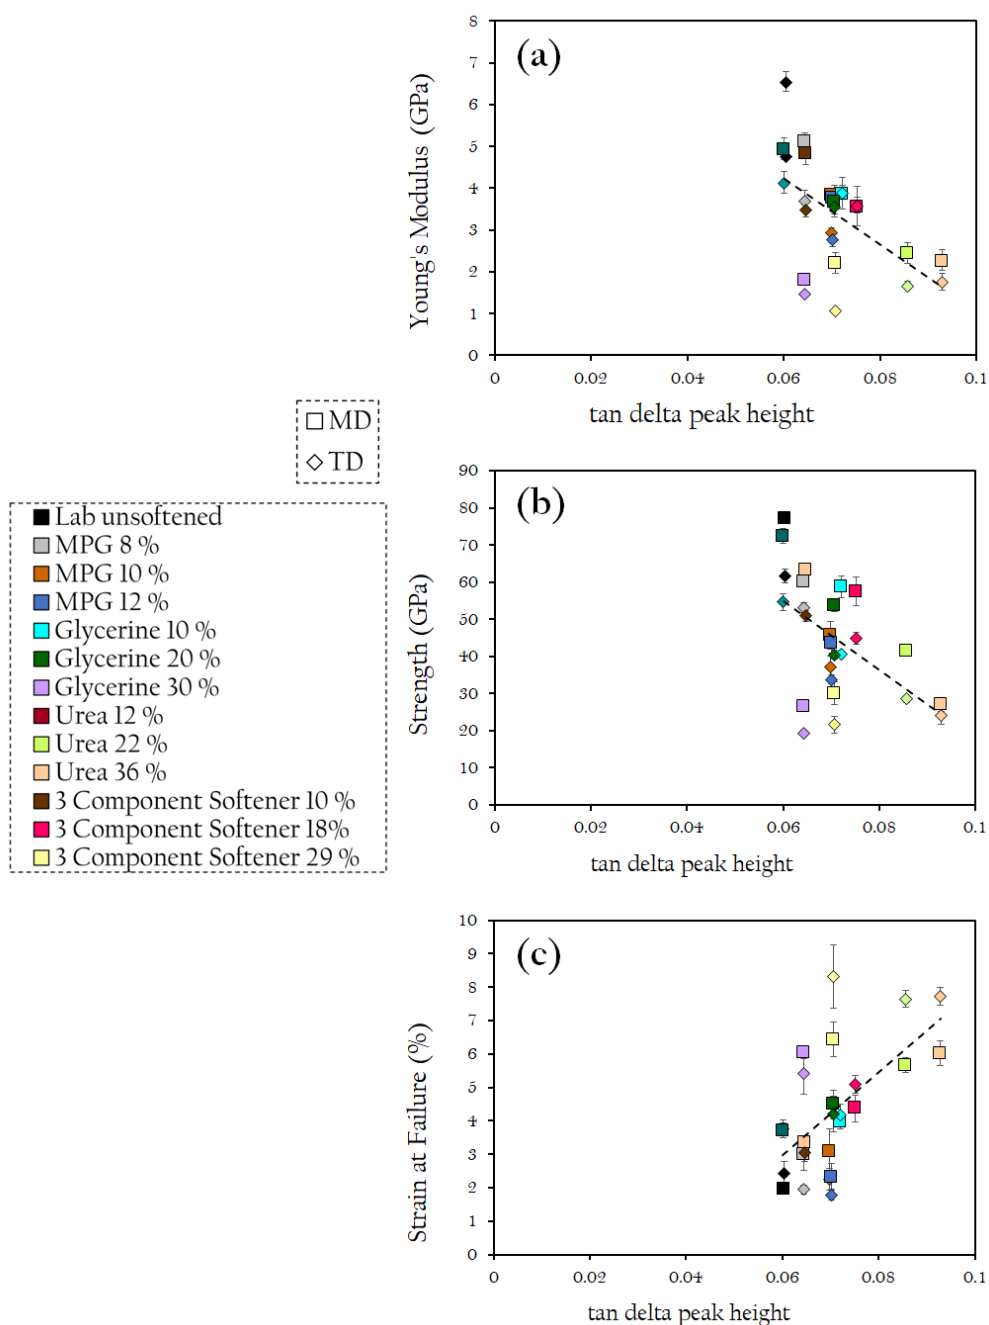 (a)
8
7
6
5
4
3
2
1
0
Young's Modulus (GPa)
0 0.02 0.04 0.06 0.08 0.1
tan delta peak height
MD
TD
Lab unsoftened
MPG 8 %
MPG 10 %
MPG 12 %
Glycerine 10 %
Glycerine 20 %
Glycerine 30 %
Urea 12 %
Urea 22 %
Urea 36 %
3 Component Softener 10 %
3 Component Softener 18%
3 Component Softener 29 %
(b)
90
80
70
60
50
40
30
20
10
0
Strength (GPa)
0 0.02 0.04 0.06 0.08 0.1
tan delta peak height
(c)
10
9
8
7
6
5
4
3
2
1
0
Strain at Failure (%)
0 0.02 0.04 0.06 0.08 0.1
tan delta peak height